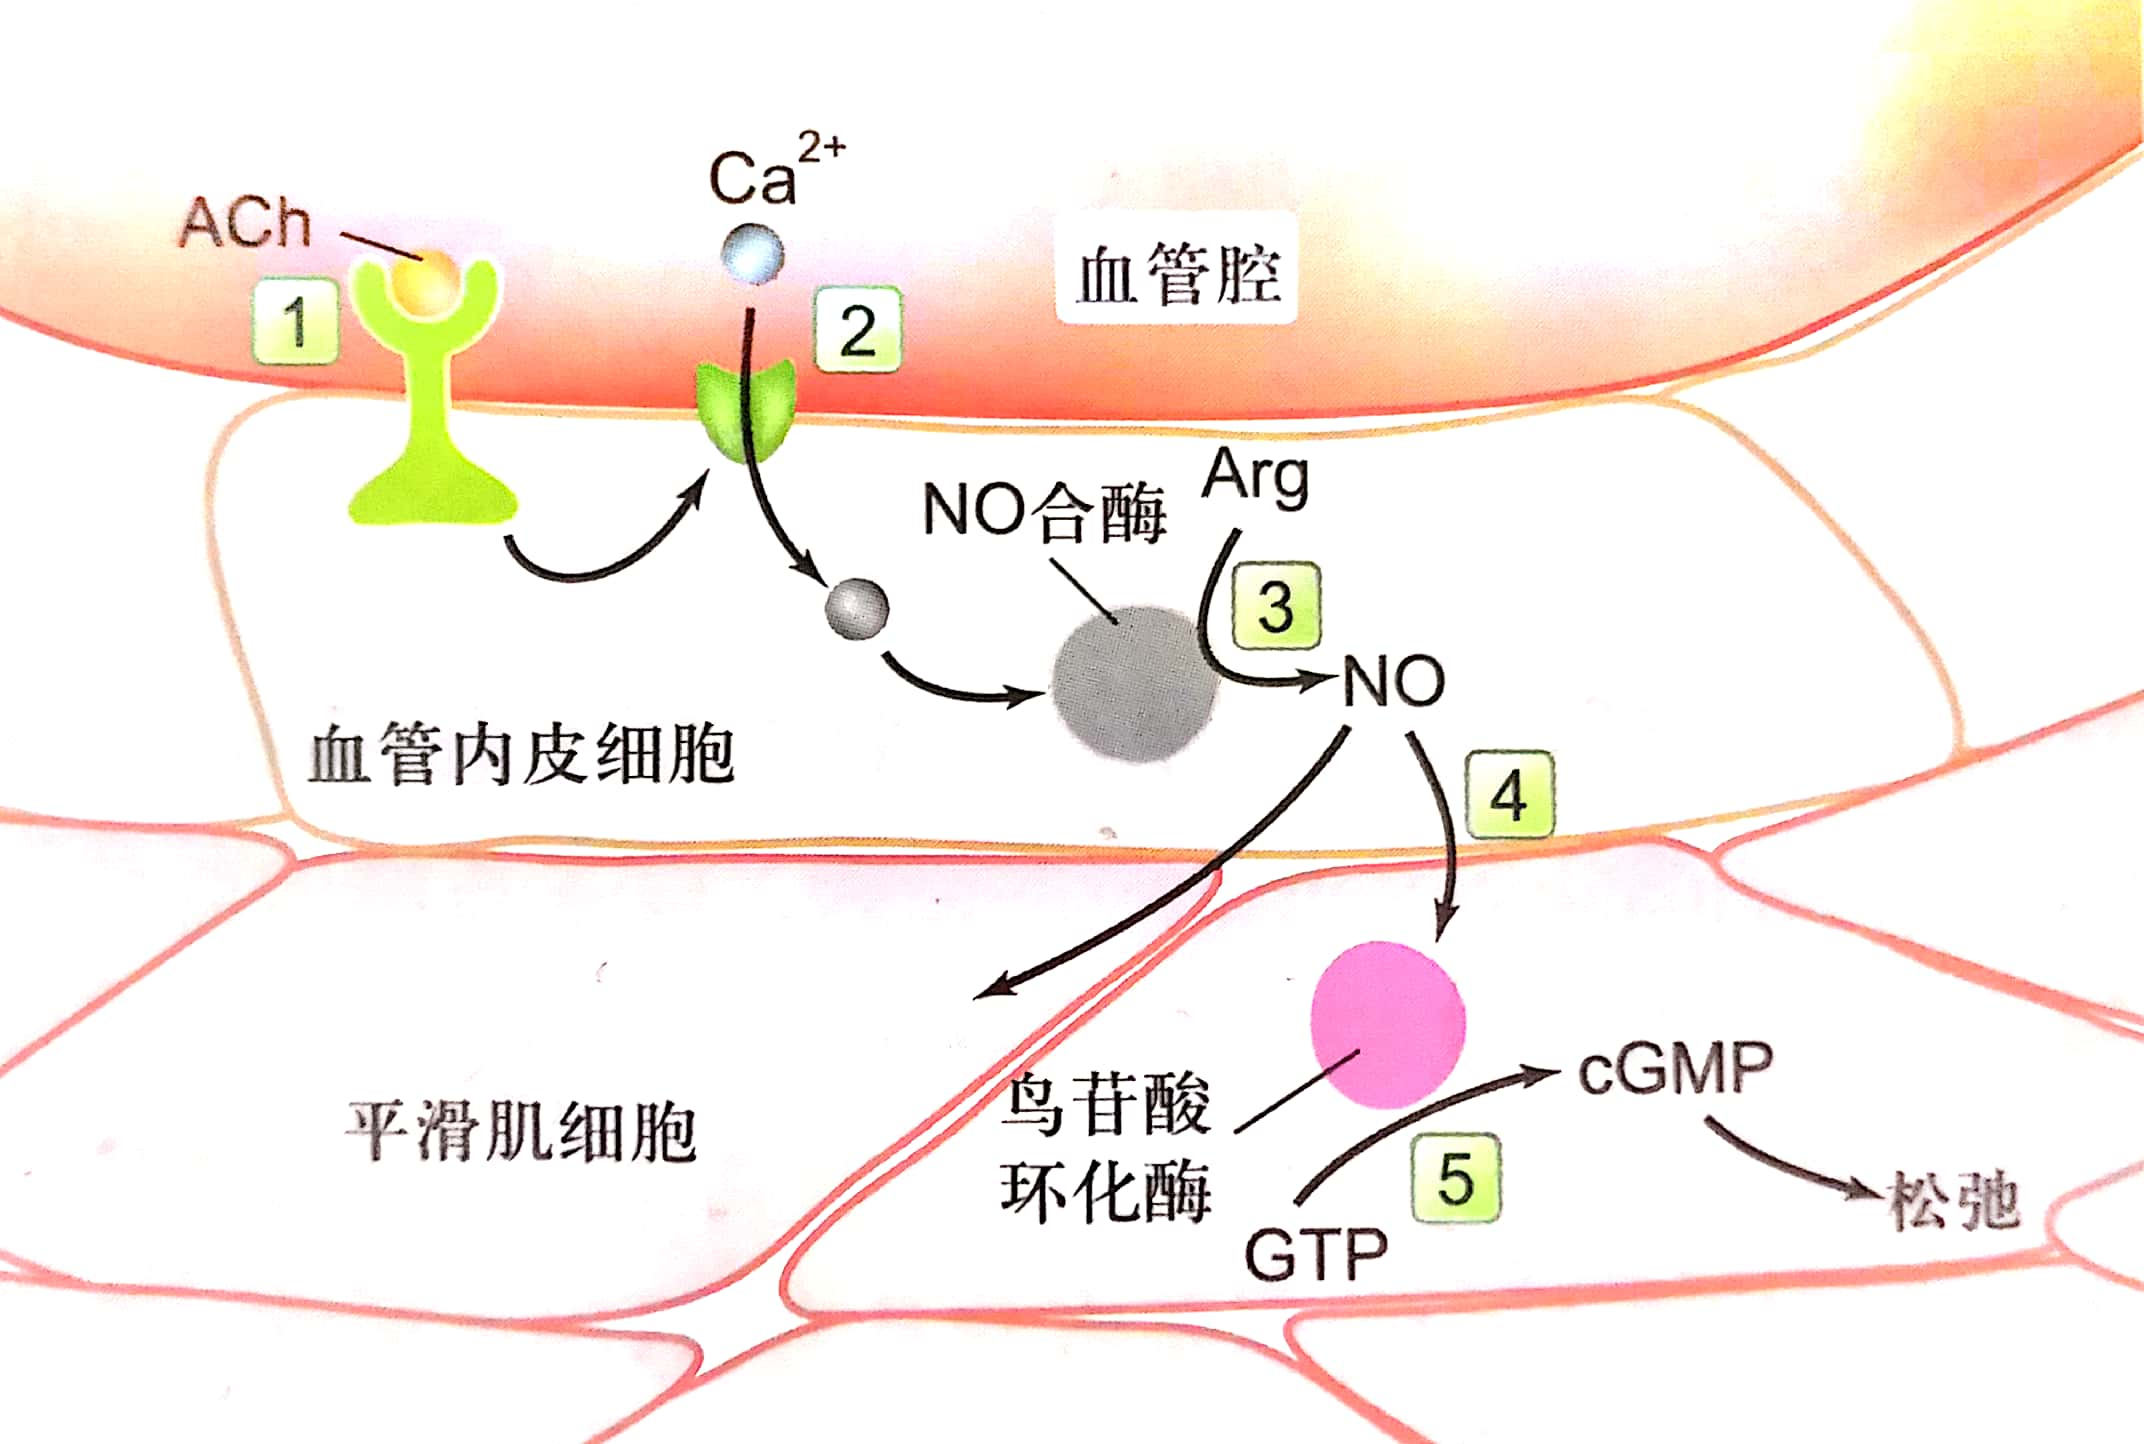 Ca²⁺
ACh
1
2
血管腔
Arg
NO合酶
3
NO
血管内皮细胞
4
鸟苷酸
环化酶
cGMP
平滑肌细胞
5
松弛
GTP